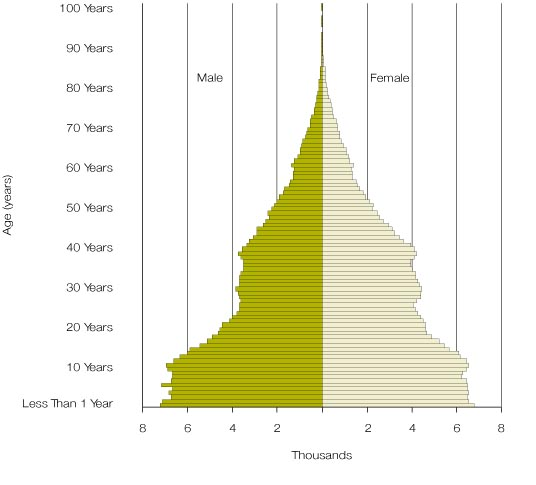 100 Years
90 Years
Male Female
80 Years
70 Years
60 Years
50 Years
40 Years
30 Years
20 Years
10 Years
Less Than 1 Year
Age (years)
8 6 4 2 2 4 6 8
Thousands